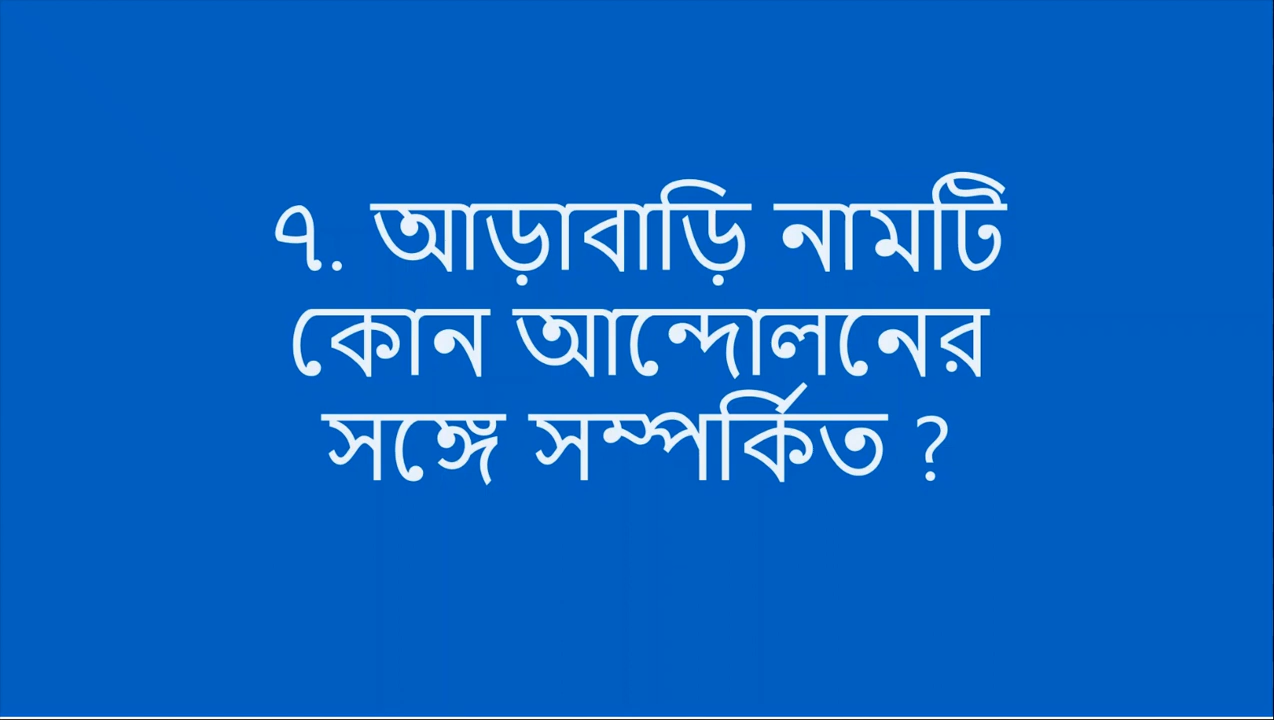 ৭. আড়াবাড়ি নামটি
কোন আন্দোলনের
সঙ্গে সম্পর্কিত ?